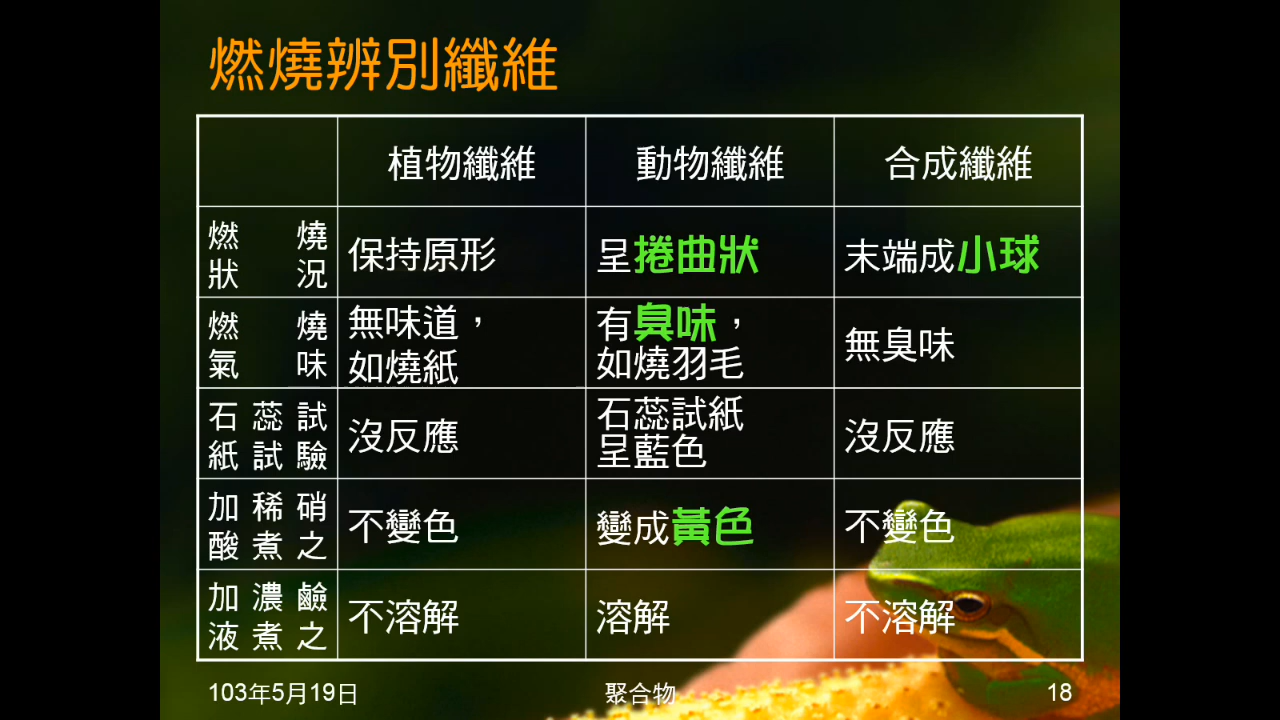 燃燒辨別纖維
植物纖維 動物纖維 合成纖維
燃燒
狀況
保持原形
呈捲曲狀
末端成小球
燃燒
氣味
無味道，
如燒紙
有臭味，
如燒羽毛
無臭味
石蕊試
紙試驗
沒反應
石蕊試紙
呈藍色
沒反應
加稀硝
酸煮之
不變色
變成黃色
不變色
加濃鹼
液煮之
不溶解
溶解
不溶解
103年5月19日 聚合物 18